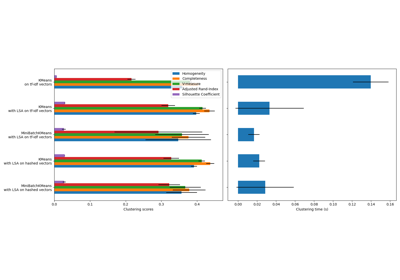 Homogeneity
Completeness
V-measure
Adjusted Rand-Index
Silhouette Coefficient
KMeans
on tf-idf vectors
KMeans
with LSA on tf-idf vectors
MiniBatchKMeans
with LSA on tf-idf vectors
KMeans
with LSA on hashed vectors
MiniBatchKMeans
with LSA on hashed vectors
0.0 0.1 0.2 0.3 0.4
Clustering scores
0.00 0.02 0.04 0.06 0.08 0.10 0.12 0.14 0.16
Clustering time (s)